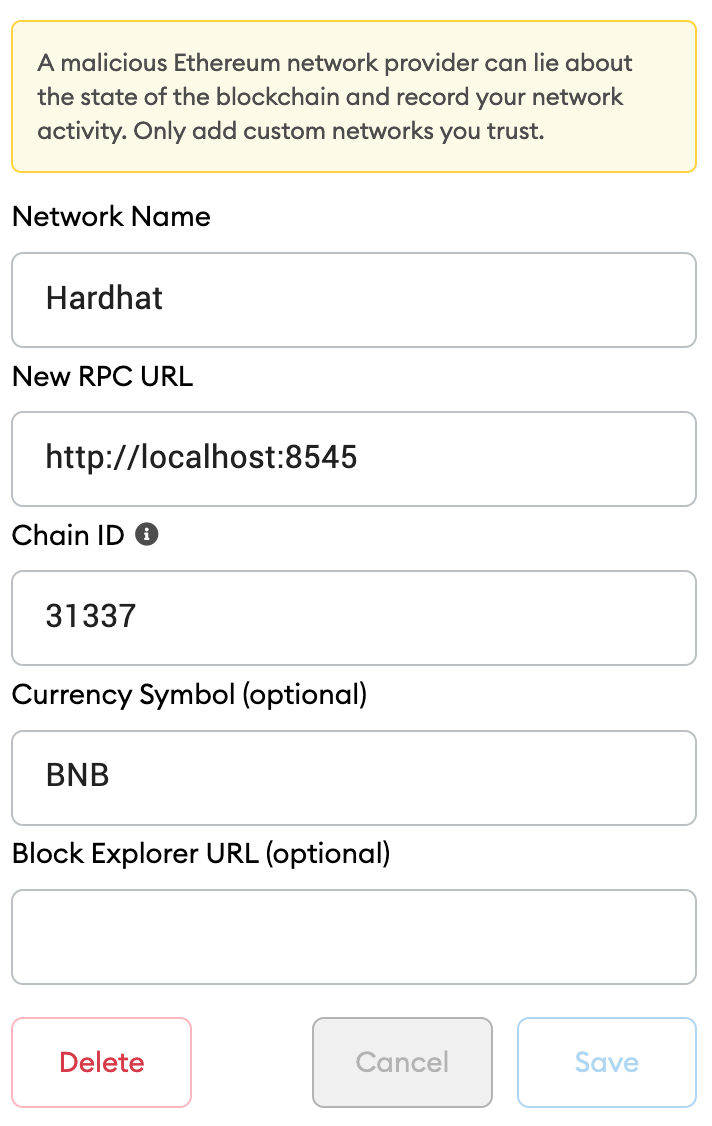 A malicious Ethereum network provider can lie about
the state of the blockchain and record your network
activity. Only add custom networks you trust.
Network Name
Hardhat
New RPC URL
http://localhost:8545
Chain ID
31337
Currency Symbol (optional)
BNB
Block Explorer URL (optional)
Delete
Cancel
Save